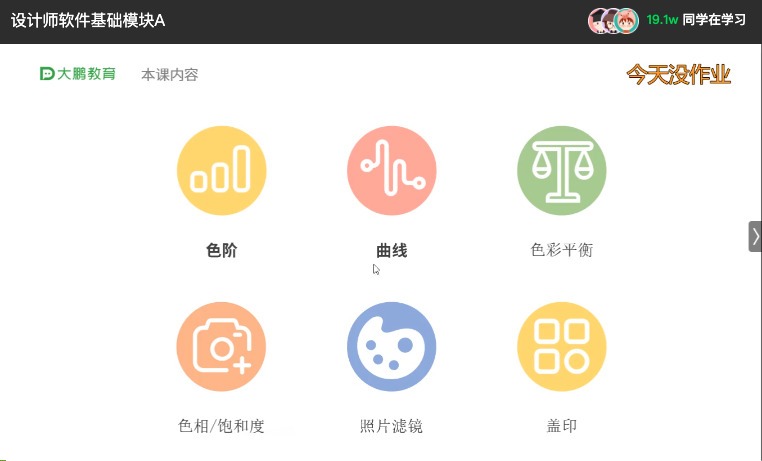 设计师软件基础模块A
19.1w 同学在学习
大鹏教育 本课内容
今天没作业
色阶 曲线 色彩平衡
色相/饱和度 照片滤镜 盖印